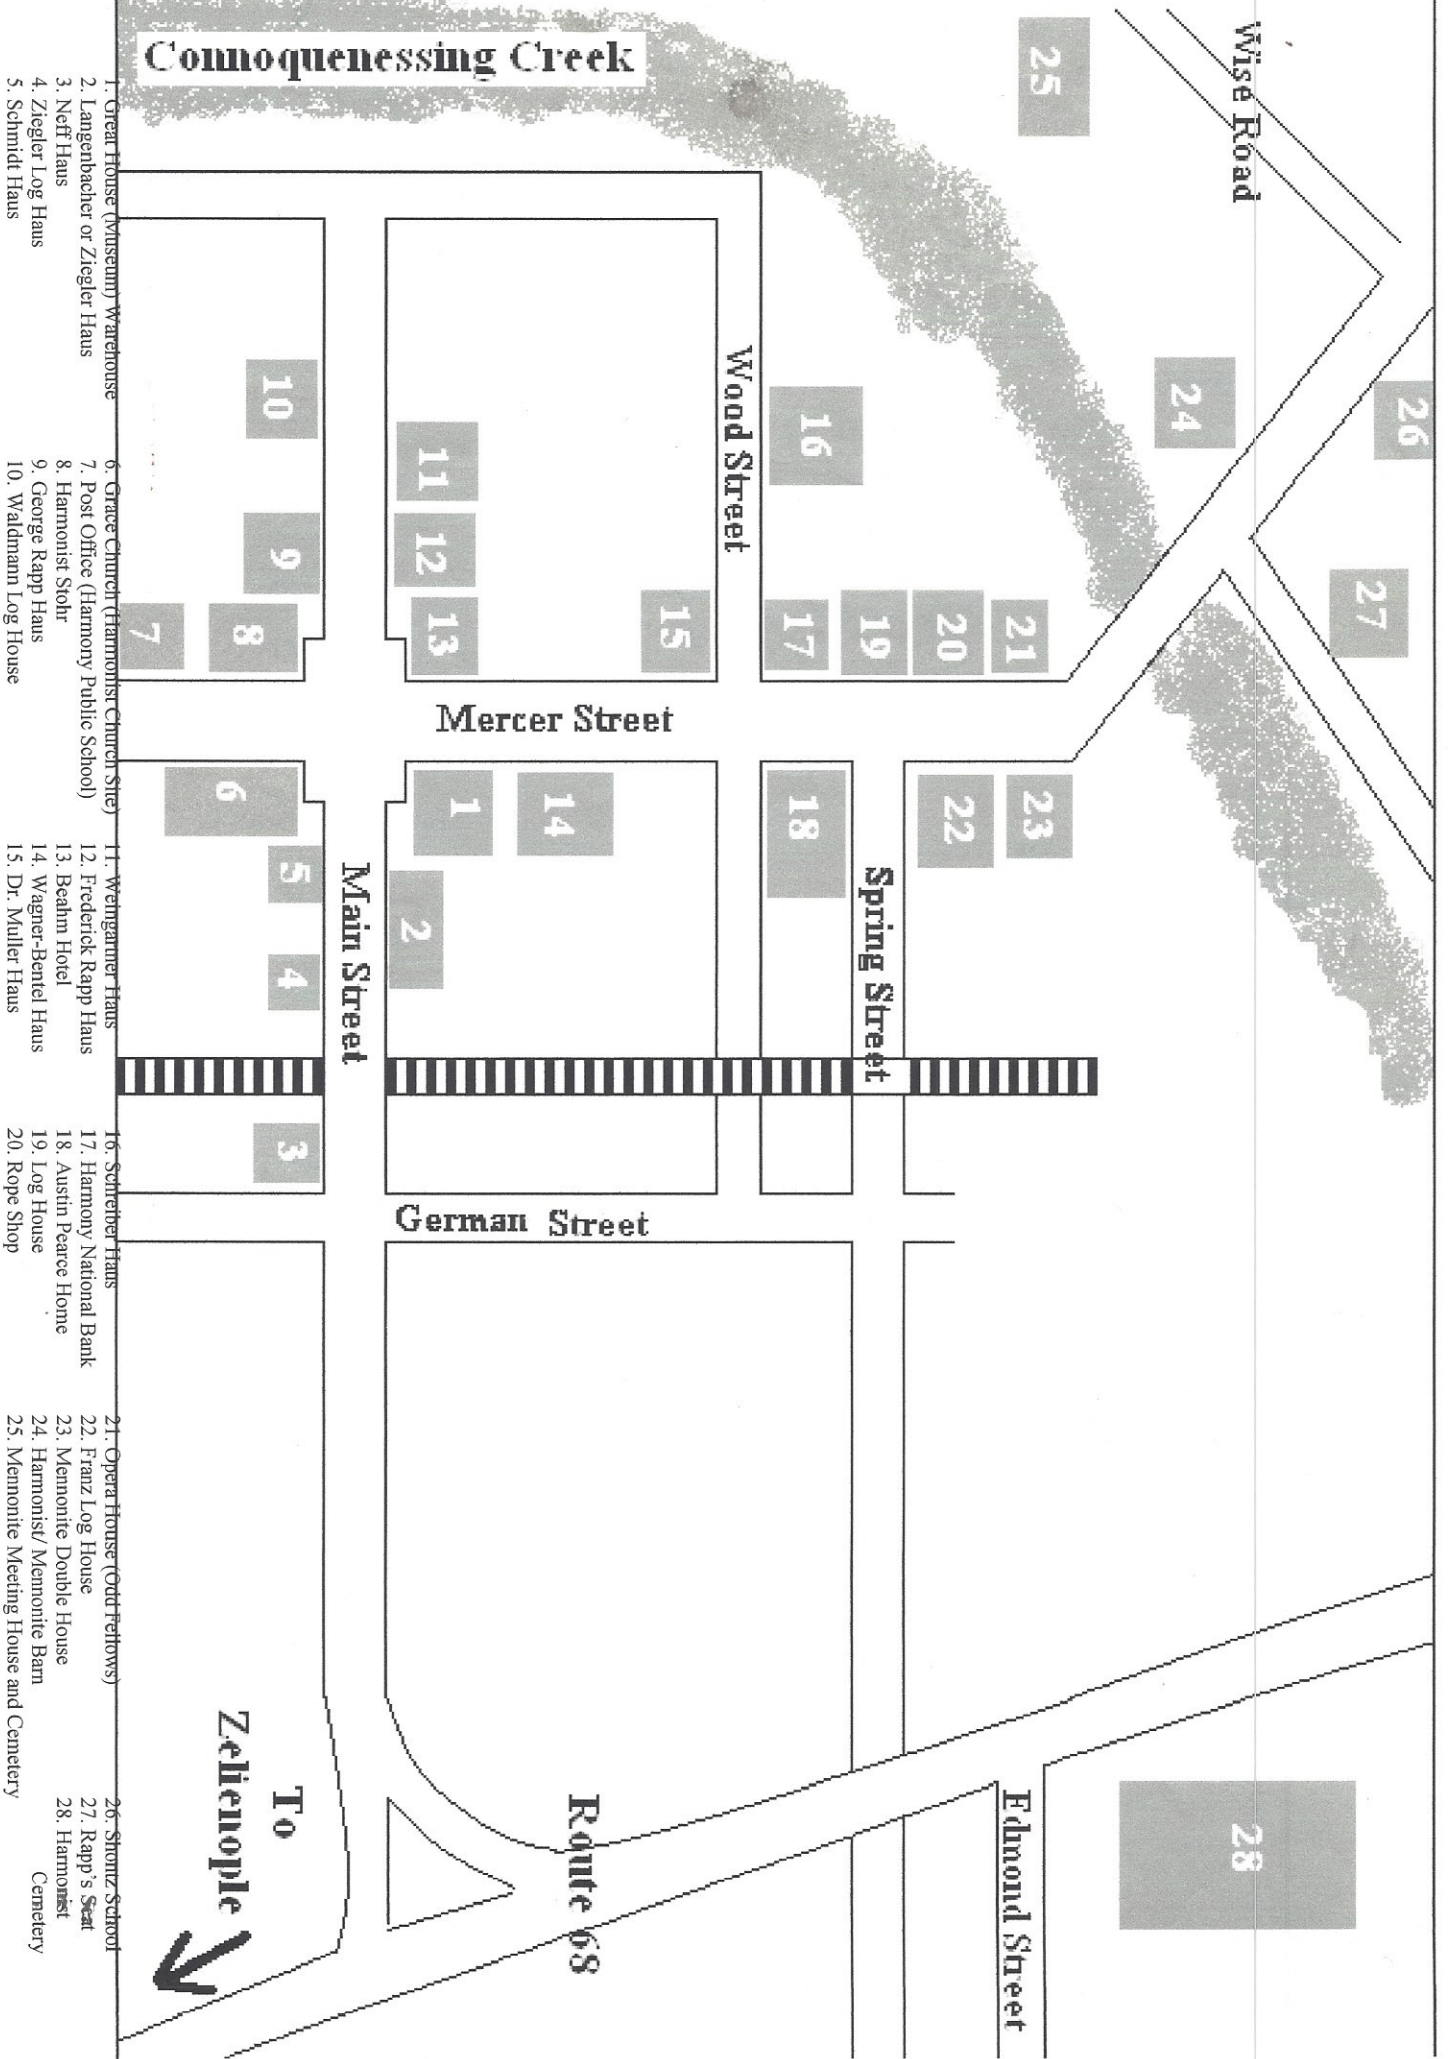 Connoquenessing Creek
Wise Road
25
26
24
27
10
11
16
Wood Street
9
12
7
8
13
15
17
19
20
21
Mercer Street
6
1
14
18
22
23
5
4
2
Main Street
Spring Street
3
German Street
Route 68
Edmond Street
28
To
Zelienople
1. Great House (Museum) Warehouse
2. Langenbacher or Ziegler Haus
3. Neff Haus
4. Ziegler Log Haus
5. Schmidt Haus
6. Grace Church (Harmonist Church Site)
7. Post Office (Harmony Public School)
8. Harmonist Stohr
9. George Rapp Haus
10. Waldmann Log House
11. Weingartner Haus
12. Frederick Rapp Haus
13. Beahm Hotel
14. Wagner-Bentel Haus
15. Dr. Muller Haus
16. Schreiber Haus
17. Harmony National Bank
18. Austin Pearce Home
19. Log House
20. Rope Shop
21. Opera House (Odd Fellows)
22. Franz Log House
23. Mennonite Double House
24. Harmonist/ Mennonite Barn
25. Mennonite Meeting House and Cemetery
26. Shontz School
27. Rapp's Seat
28. Harmonist
Cemetery